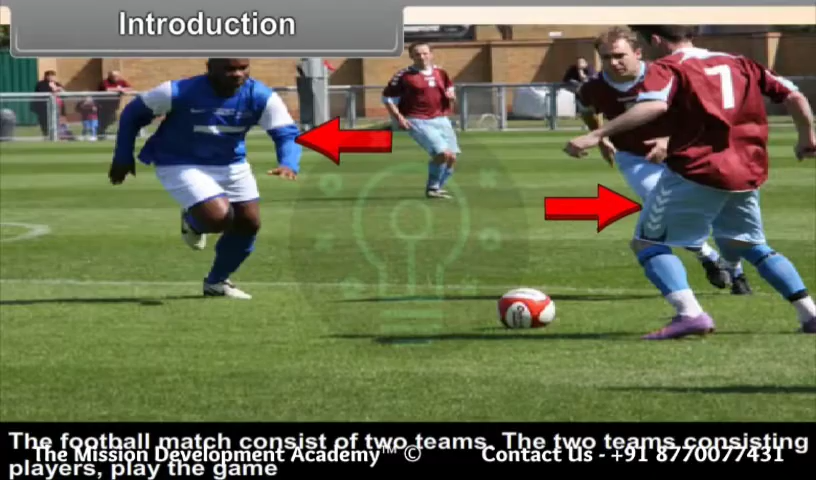 Introduction
7
The football match consist of two teams. The two teams consisting
The Mission Development Academy™ © Contact Us - +91 8770077431
players, play the game